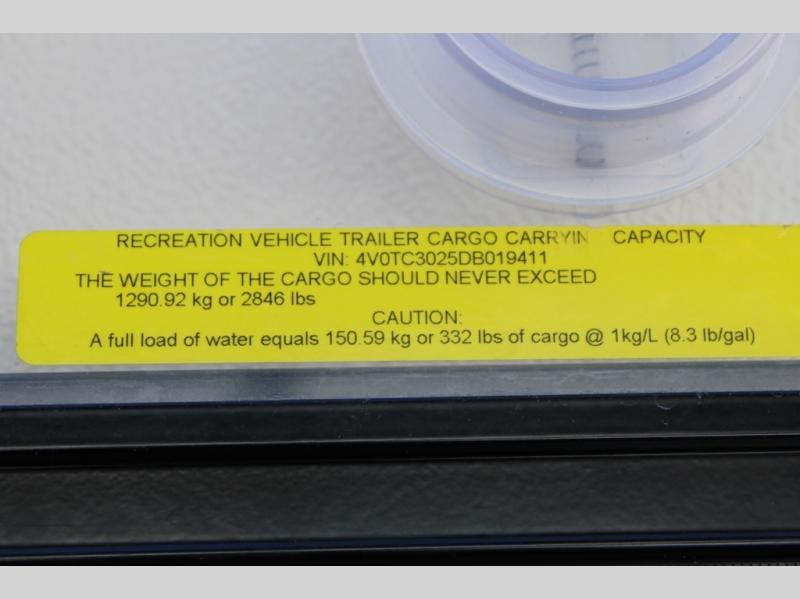 RECREATION VEHICLE TRAILER CARGO CARRYIN CAPACITY
VIN: 4V0TC3025DB019411
THE WEIGHT OF THE CARGO SHOULD NEVER EXCEED
1290.92 kg or 2846 lbs
CAUTION:
A full load of water equals 150.59 kg or 332 lbs of cargo @ 1kg/L (8.3 lb/gal)